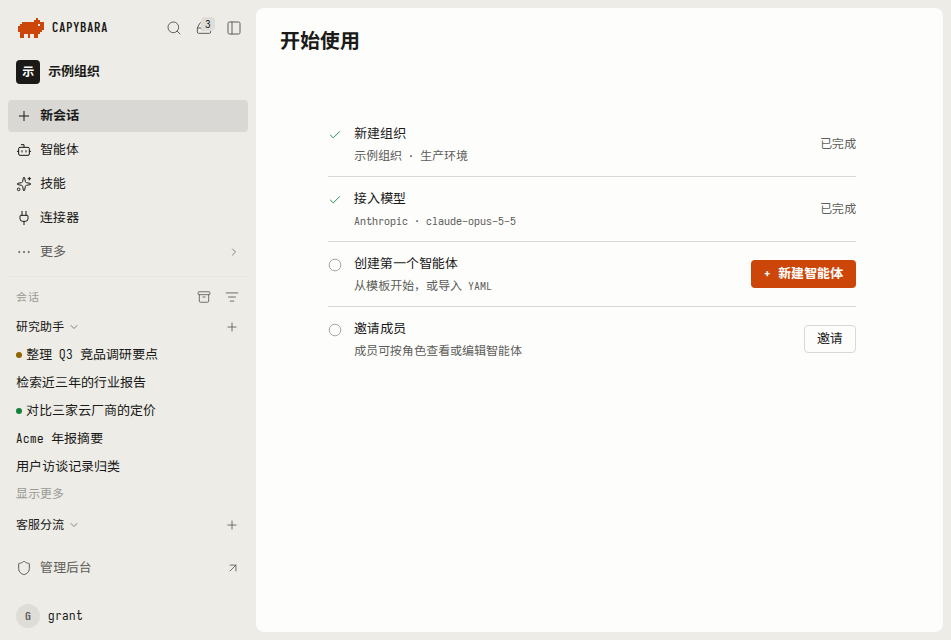 CAPYBARA
3
示 示例组织
新会话
智能体
技能
连接器
更多
会话
研究助手
整理 Q3 竞品调研要点
检索近三年的行业报告
对比三家云厂商的定价
Acme 年报摘要
用户访谈记录归类
显示更多
客服分流
管理后台
G grant
开始使用
新建组织
示例组织 · 生产环境
已完成
接入模型
Anthropic · claude-opus-5-5
已完成
创建第一个智能体
从模板开始，或导入 YAML
+ 新建智能体
邀请成员
成员可按角色查看或编辑智能体
邀请